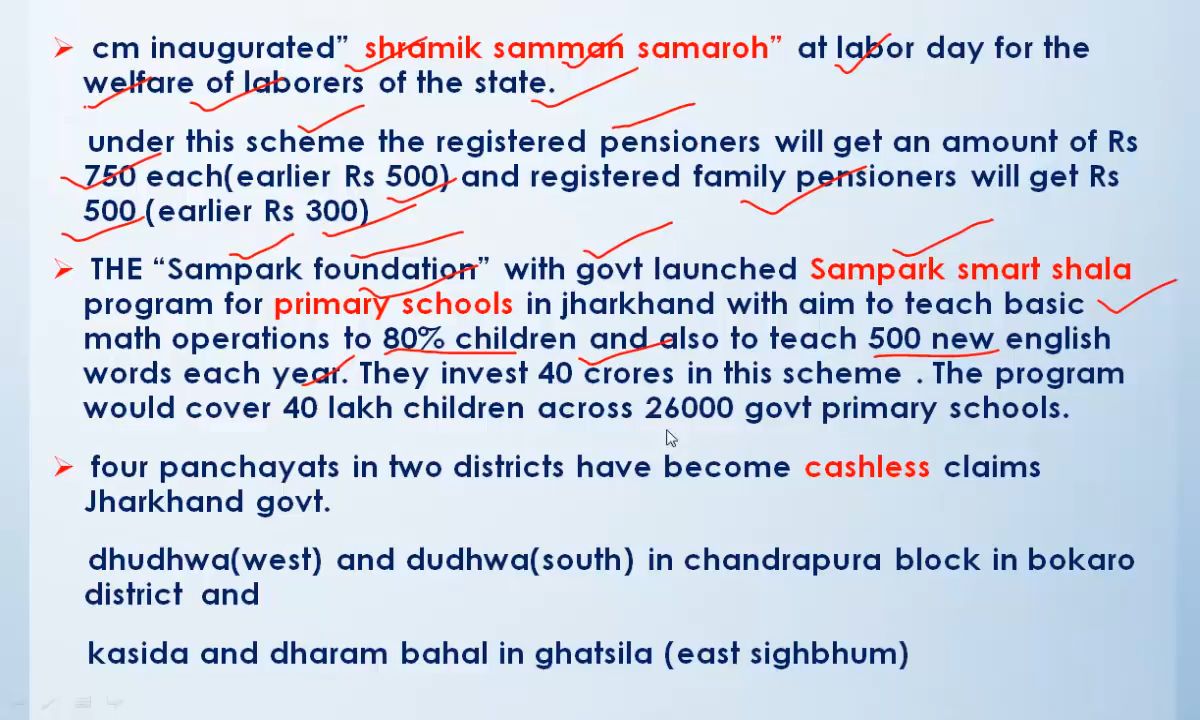 cm inaugurated” shramik samman samaroh” at labor day for the
welfare of laborers of the state.
under this scheme the registered pensioners will get an amount of Rs
750 each(earlier Rs 500) and registered family pensioners will get Rs
500 (earlier Rs 300)
THE “Sampark foundation” with govt launched Sampark smart shala
program for primary schools in jharkhand with aim to teach basic
math operations to 80% children and also to teach 500 new english
words each year. They invest 40 crores in this scheme . The program
would cover 40 lakh children across 26000 govt primary schools.
four panchayats in two districts have become cashless claims
Jharkhand govt.
dhudhwa(west) and dudhwa(south) in chandrapura block in bokaro
district and
kasida and dharam bahal in ghatsila (east sighbhum)